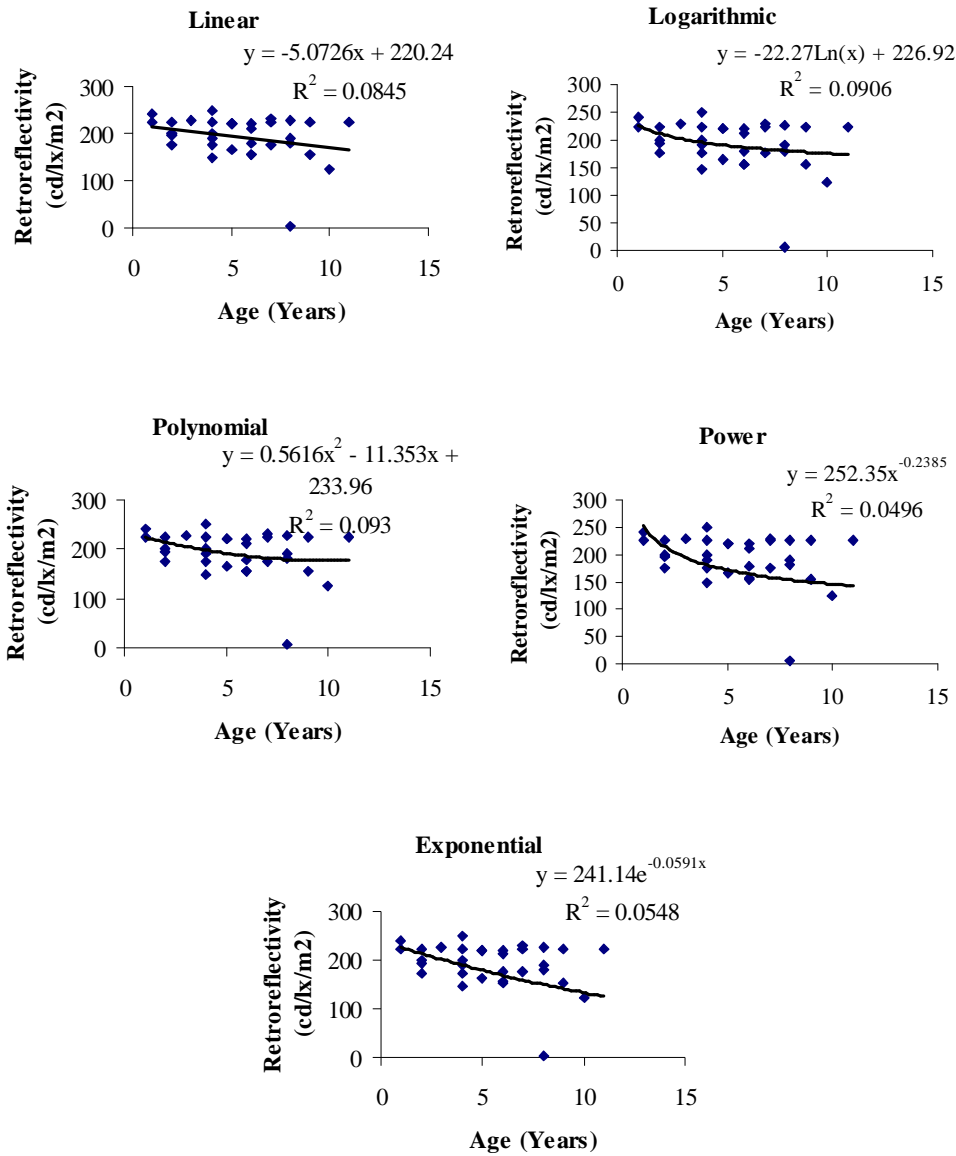 Linear
y = -5.0726x + 220.24
R² = 0.0845
Retroreflectivity
(cd/lx/m2)
300
200
100
0
0 5 10 15
Age (Years)
Logarithmic
y = -22.27Ln(x) + 226.92
R² = 0.0906
Retroreflectivity
(cd/lx/m2)
300
250
200
150
100
50
0
0 5 10 15
Age (Years)
Polynomial
y = 0.5616x² - 11.353x +
233.96
R² = 0.093
Retroreflectivity
(cd/lx/m2)
300
200
100
0
0 5 10 15
Age (Years)
Power
y = 252.35x^-0.2385
R² = 0.0496
Retroreflectivity
(cd/lx/m2)
300
250
200
150
100
50
0
0 5 10 15
Age (Years)
Exponential
y = 241.14e^-0.0591x
R² = 0.0548
Retroreflectivity
(cd/lx/m2)
300
200
100
0
0 5 10 15
Age (Years)